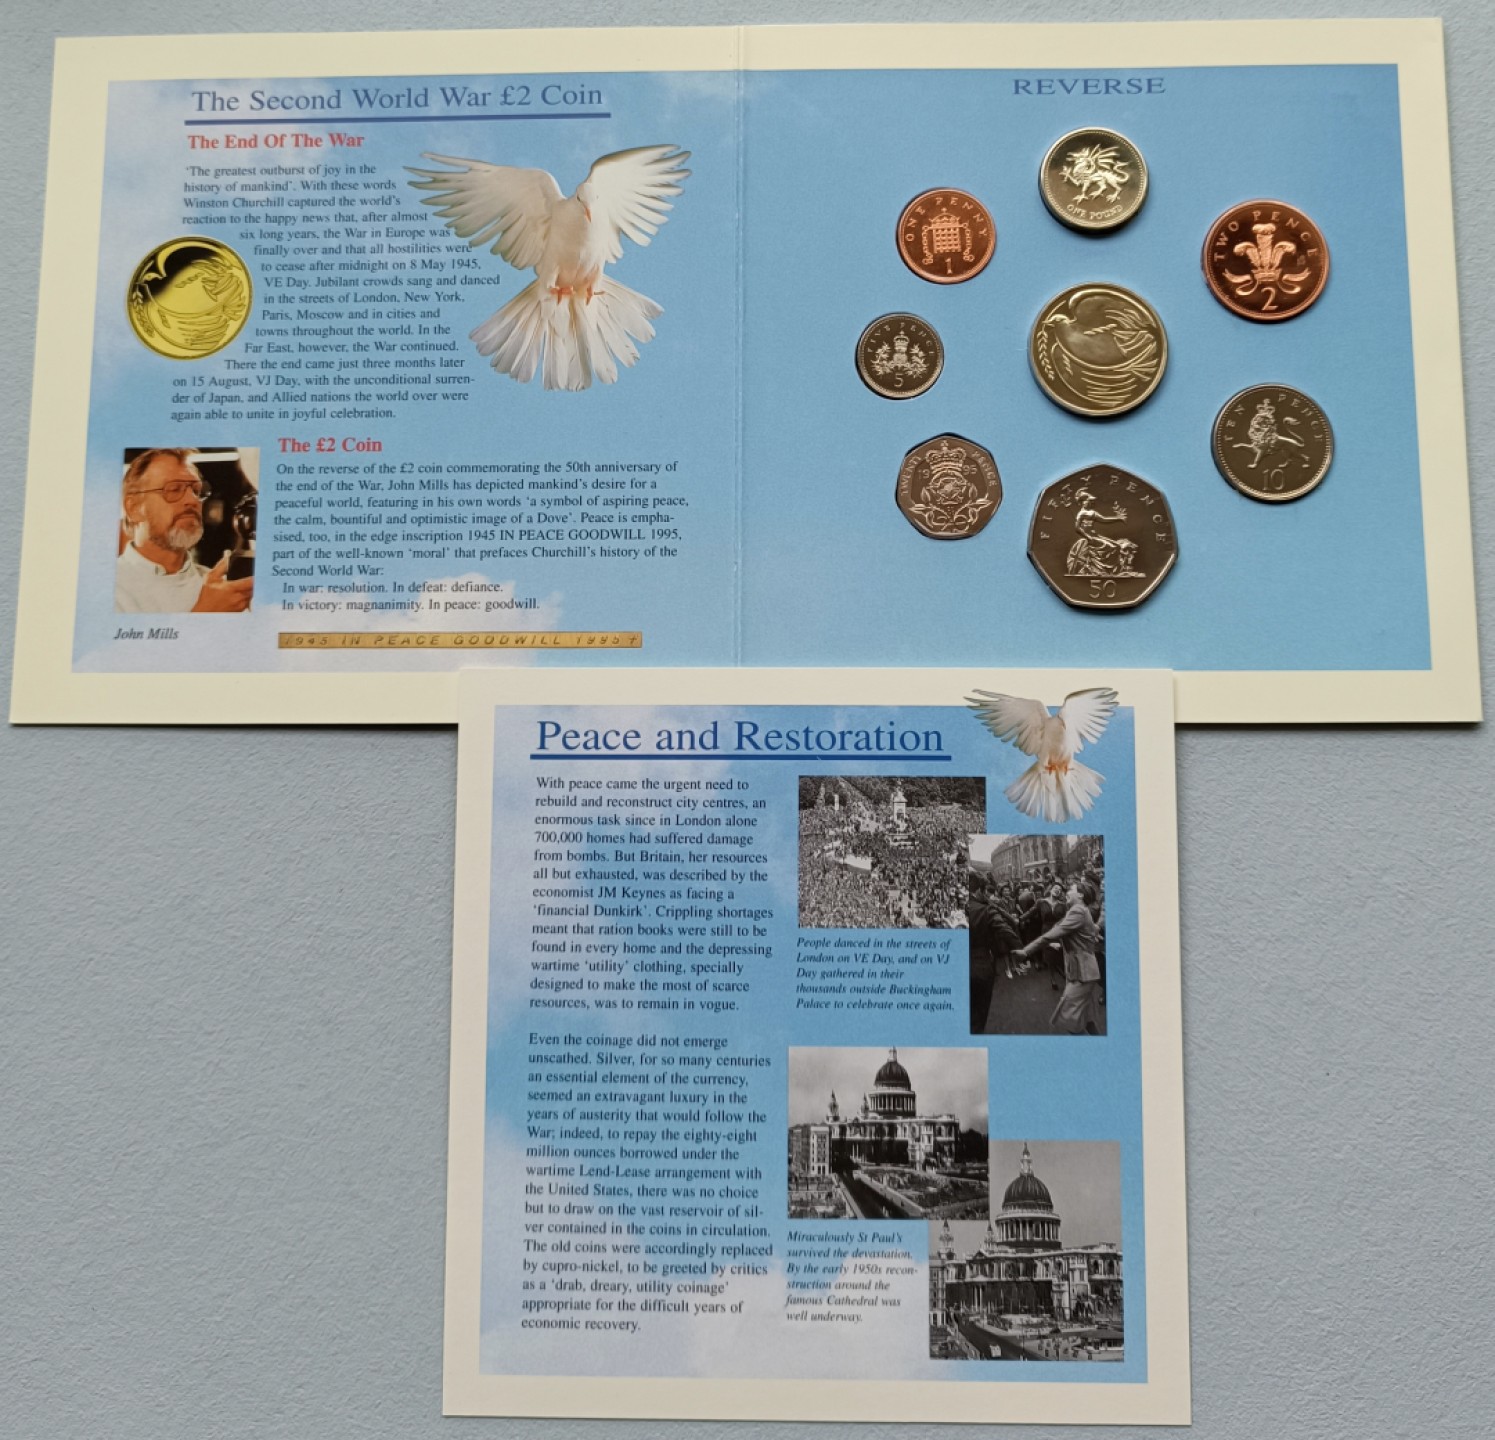 The Second World War £2 Coin
The End Of The War
'The greatest outburst of joy in the
history of mankind'. With these words
Winston Churchill captured the world's
reaction to the happy news that, after almost
six long years, the War in Europe was
finally over and that all hostilities were
to cease after midnight on 8 May 1945,
VE Day. Jubilant crowds sang and danced
in the streets of London, New York,
Paris, Moscow and in cities and
towns throughout the world. In the
Far East, however, the War continued.
There the end came just three months later
on 15 August, VJ Day, with the unconditional surren-
der of Japan, and Allied nations the world over were
again able to unite in joyful celebration.
The £2 Coin
On the reverse of the £2 coin commemorating the 50th anniversary of
the end of the War, John Mills has depicted mankind's desire for a
peaceful world, featuring in his own words 'a symbol of aspiring peace,
the calm, bountiful and optimistic image of a Dove'. Peace is empha-
sised, too, in the edge inscription 1945 IN PEACE GOODWILL 1995,
part of the well-known 'moral' that prefaces Churchill's history of the
Second World War:
In war: resolution. In defeat: defiance.
In victory: magnanimity. In peace: goodwill.
John Mills
1945 IN PEACE GOODWILL 1995 +
REVERSE
ONE POUND
ONE PENNY
1
TWO PENCE
2
FIVE PENCE
5
TEN PENCE
10
TWENTY PENCE
1995
20
FIFTY PENCE
50
Peace and Restoration
With peace came the urgent need to
rebuild and reconstruct city centres, an
enormous task since in London alone
700,000 homes had suffered damage
from bombs. But Britain, her resources
all but exhausted, was described by the
economist JM Keynes as facing a
'financial Dunkirk'. Crippling shortages
meant that ration books were still to be
found in every home and the depressing
wartime 'utility' clothing, specially
designed to make the most of scarce
resources, was to remain in vogue.
Even the coinage did not emerge
unscathed. Silver, for so many centuries
an essential element of the currency,
seemed an extravagant luxury in the
years of austerity that would follow the
War; indeed, to repay the eighty-eight
million ounces borrowed under the
wartime Lend-Lease arrangement with
the United States, there was no choice
but to draw on the vast reservoir of sil-
ver contained in the coins in circulation.
The old coins were accordingly replaced
by cupro-nickel, to be greeted by critics
as a 'drab, dreary, utility coinage'
appropriate for the difficult years of
economic recovery.
People danced in the streets of
London on VE Day, and on VJ
Day gathered in their
thousands outside Buckingham
Palace to celebrate once again.
Miraculously St Paul's
survived the devastation.
By the early 1950s recon-
struction around the
famous Cathedral was
well underway.